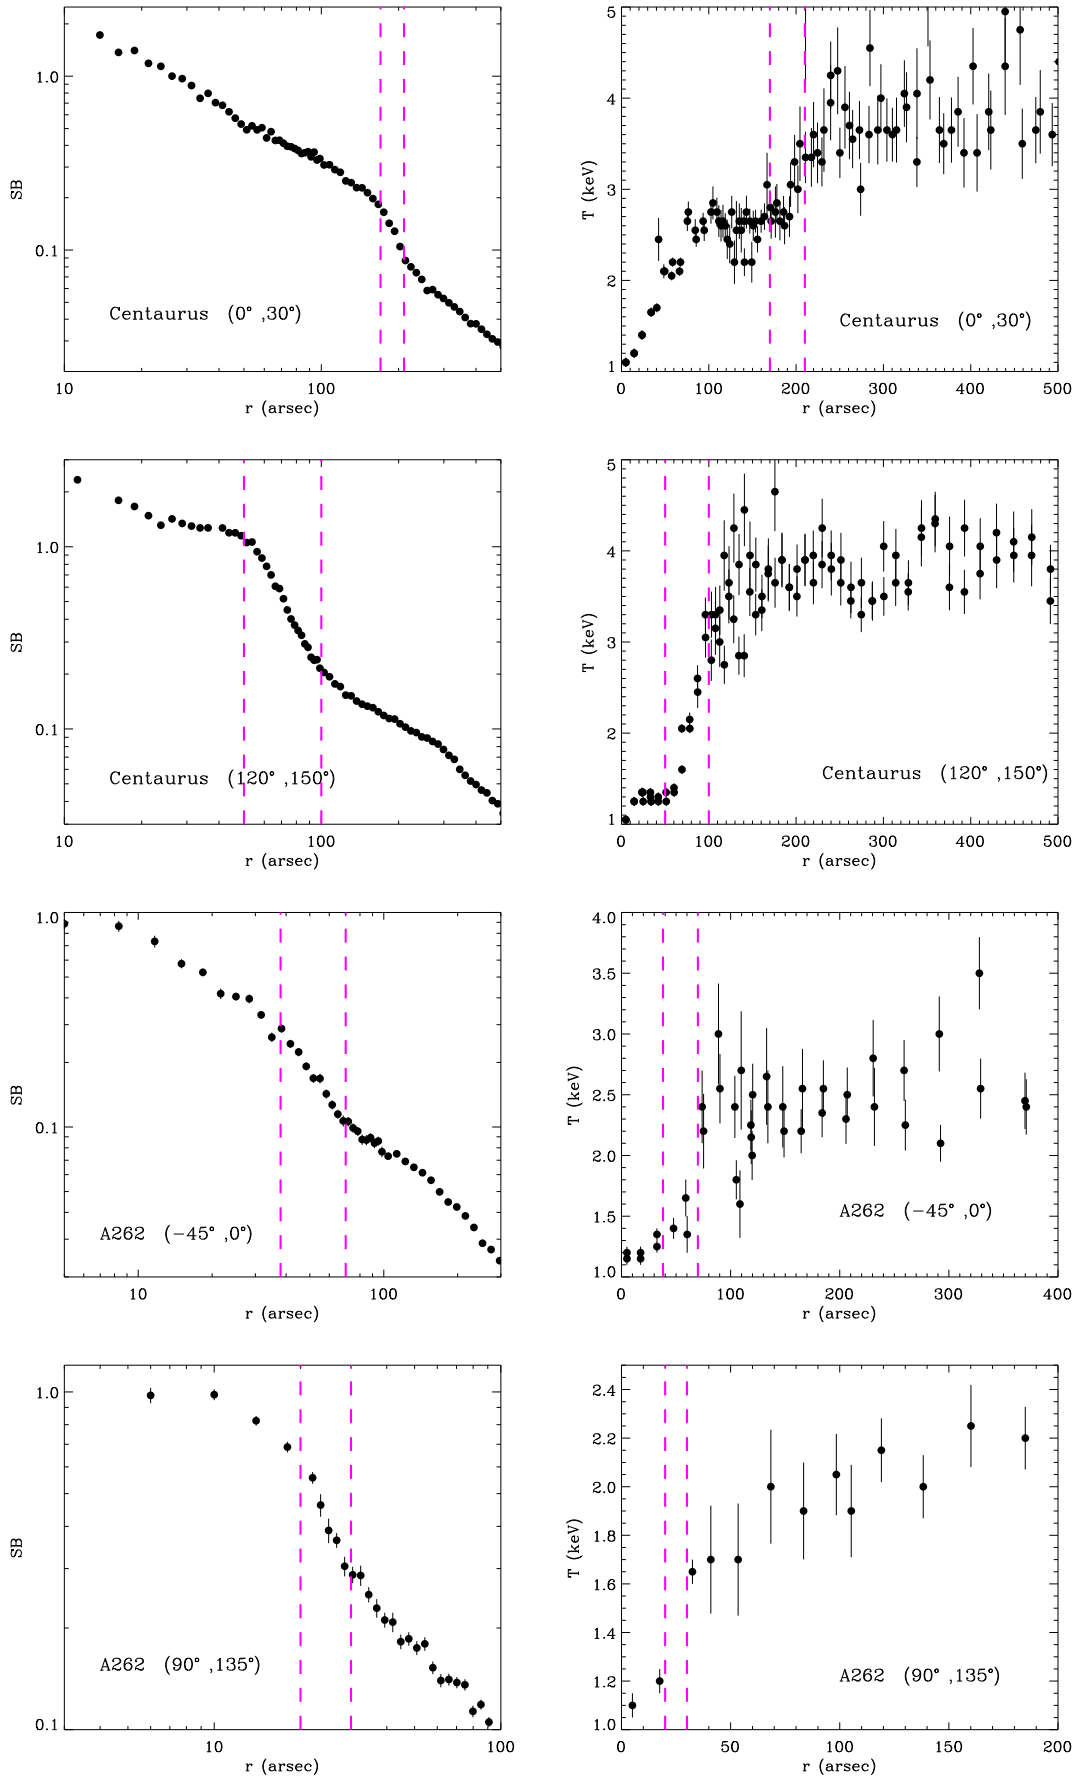 SB
1.0
0.1
Centaurus (0° ,30°)
10 100
r (arsec)
T (keV)
5
4
3
2
1
Centaurus (0° ,30°)
0 100 200 300 400 500
r (arsec)
SB
1.0
0.1
Centaurus (120° ,150°)
10 100
r (arsec)
T (keV)
5
4
3
2
1
Centaurus (120° ,150°)
0 100 200 300 400 500
r (arsec)
SB
1.0
0.1
A262 (−45° ,0°)
10 100
r (arsec)
T (keV)
4.0
3.5
3.0
2.5
2.0
1.5
1.0
A262 (−45° ,0°)
0 100 200 300 400
r (arsec)
SB
1.0
0.1
A262 (90° ,135°)
10 100
r (arsec)
T (keV)
2.4
2.2
2.0
1.8
1.6
1.4
1.2
1.0
A262 (90° ,135°)
0 50 100 150 200
r (arsec)